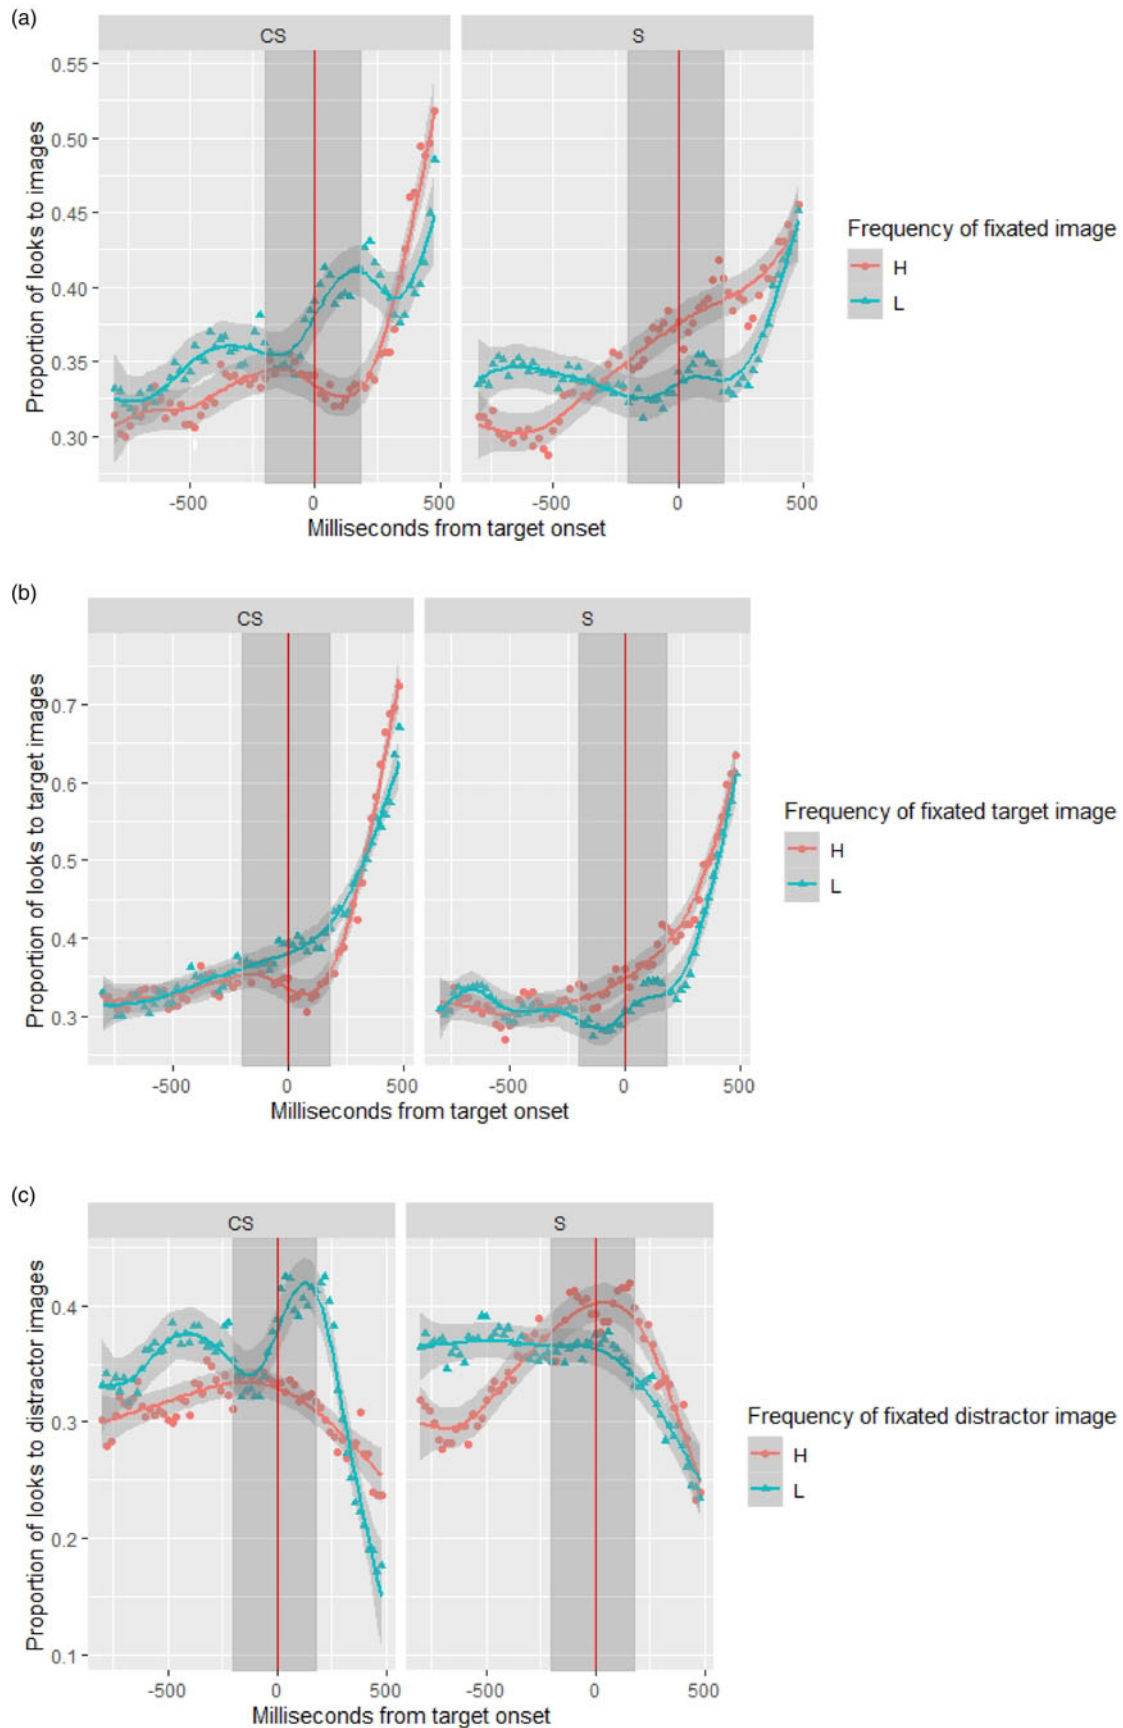 (a)
CS S
0.55
0.50
0.45
0.40
0.35
0.30
Proportion of looks to images
-500 0 500 -500 0 500
Milliseconds from target onset
Frequency of fixated image
H
L
(b)
CS S
0.7
0.6
0.5
0.4
0.3
Proportion of looks to target images
-500 0 500 -500 0 500
Milliseconds from target onset
Frequency of fixated target image
H
L
(c)
CS S
0.4
0.3
0.2
0.1
Proportion of looks to distractor images
-500 0 500 -500 0 500
Milliseconds from target onset
Frequency of fixated distractor image
H
L